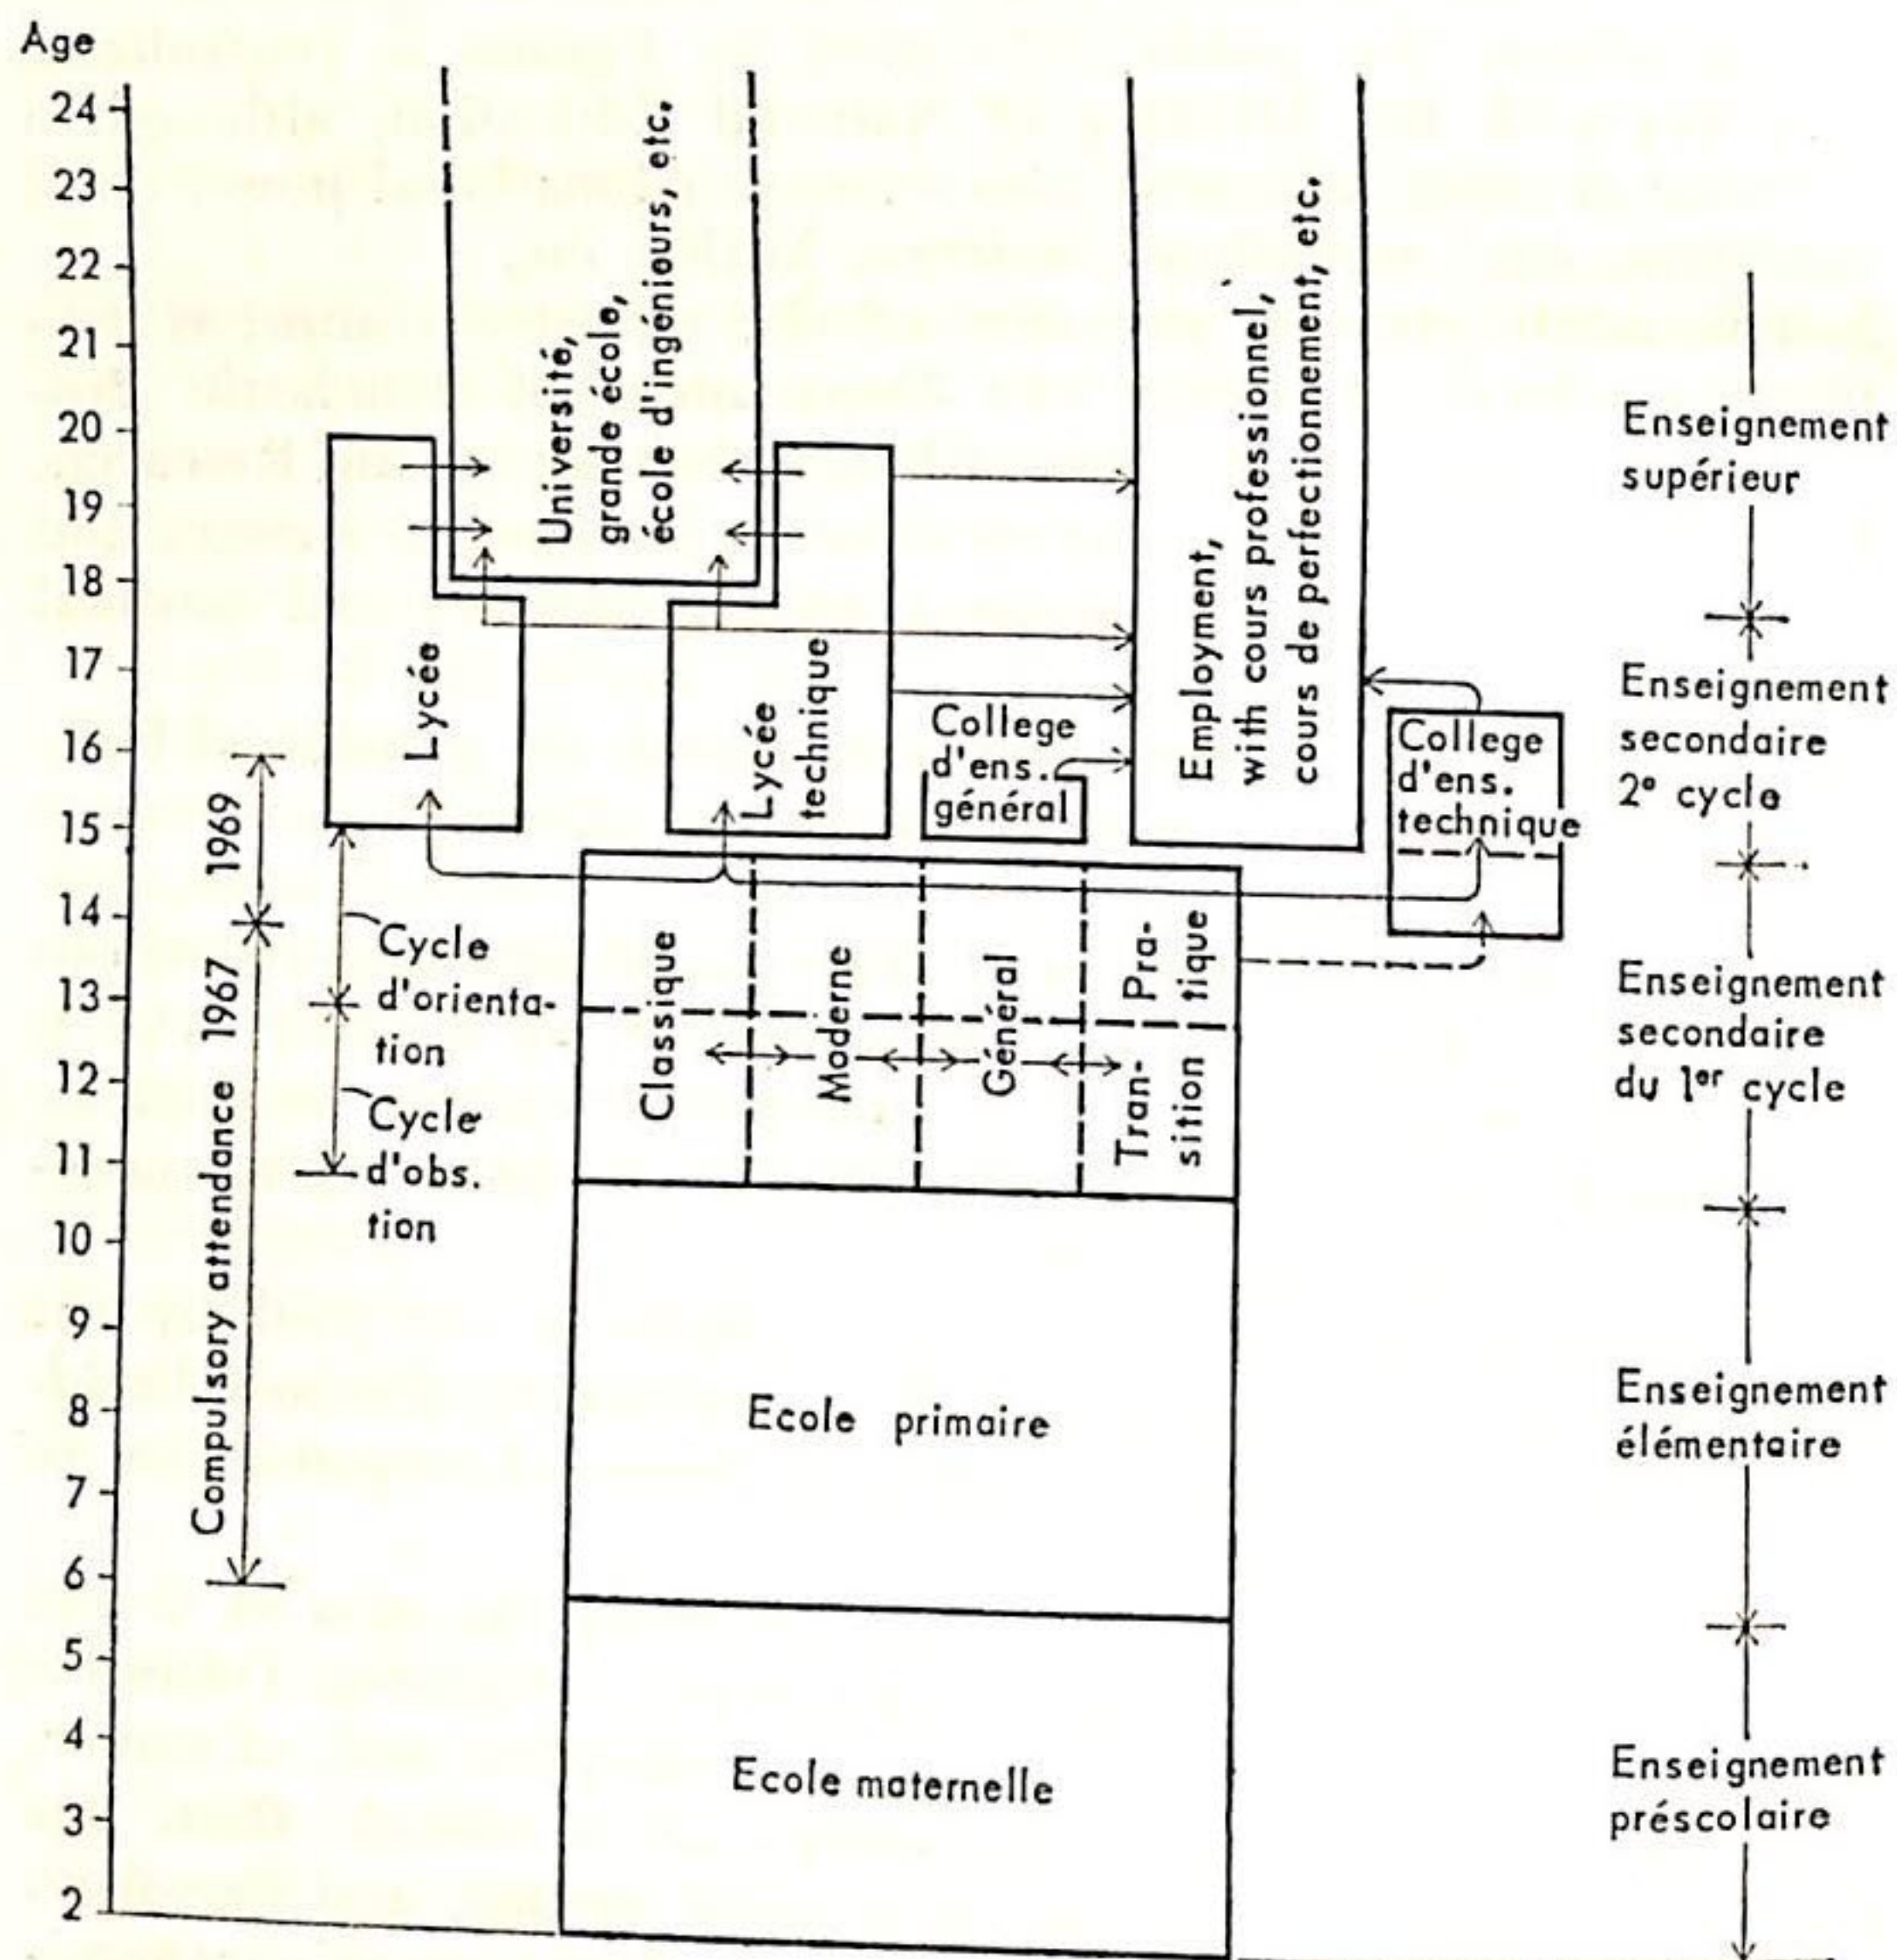 Age
24
23
22
21
20
19
18
17
16
15
14
13
12
11
10
9
8
7
6
5
4
3
2
Compulsory attendance 1967
1969
Cycle
d'orienta-
tion
Cycle
d'obs.
tion
Lycée
Université,
grande école,
école d'ingéniours, etc.
Lycée
technique
College
d'ens.
général
Employment,
with cours professionnel,
cours de perfectionnement, etc.
College
d'ens.
technique
Classique
Moderne
Général
Pra-
tique
Tran-
sition
Ecole primaire
Ecole maternelle
Enseignement
supérieur
Enseignement
secondaire
2e cycle
Enseignement
secondaire
du 1er cycle
Enseignement
élémentaire
Enseignement
préscolaire